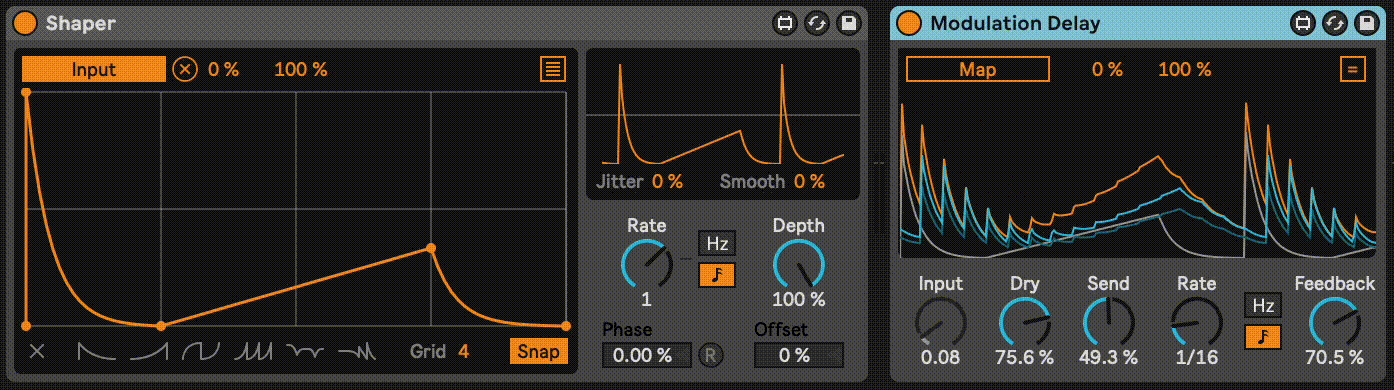 Shaper
Input 0 % 100 %
Jitter 0 % Smooth 0 %
Rate Depth
Hz
1 100 %
Phase Offset
0.00 % R 0 %
Grid 4 Snap
Modulation Delay
Map 0 % 100 % =
Input Dry Send Rate Feedback
Hz
0.08 75.6 % 49.3 % 1/16 70.5 %